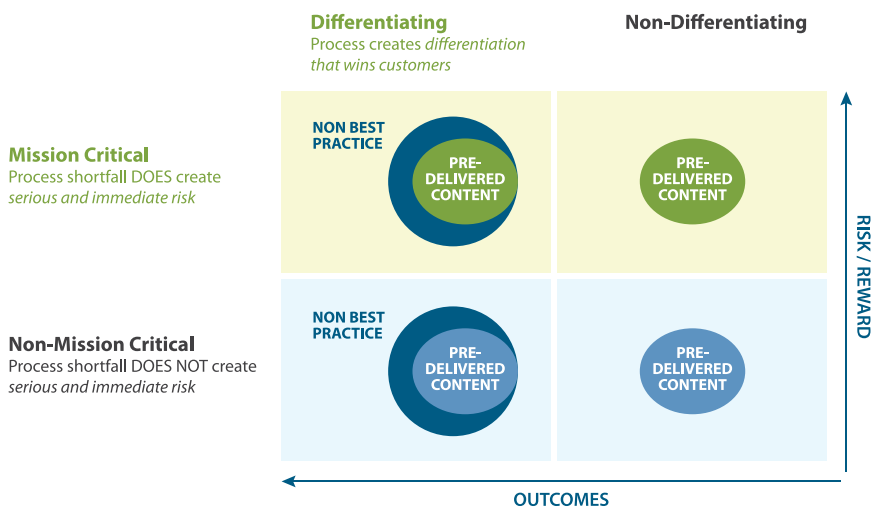 Differentiating
Process creates differentiation
that wins customers
Non-Differentiating
Mission Critical
Process shortfall DOES create
serious and immediate risk
NON BEST
PRACTICE
PRE-
DELIVERED
CONTENT
PRE-
DELIVERED
CONTENT
Non-Mission Critical
Process shortfall DOES NOT create
serious and immediate risk
NON BEST
PRACTICE
PRE-
DELIVERED
CONTENT
PRE-
DELIVERED
CONTENT
RISK / REWARD
OUTCOMES